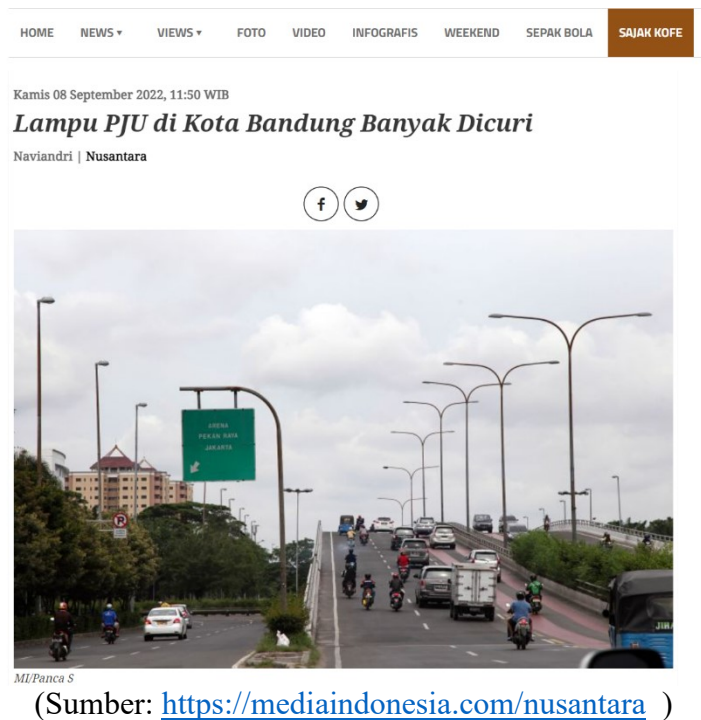 HOME NEWS ▾ VIEWS ▾ FOTO VIDEO INFOGRAFIS WEEKEND SEPAK BOLA SAJAK KOFE
Kamis 08 September 2022, 11:50 WIB
Lampu PJU di Kota Bandung Banyak Dicuri
Naviandri | Nusantara
ARENA
PEKAN RAYA
JAKARTA
MI/Panca S
(Sumber: https://mediaindonesia.com/nusantara )